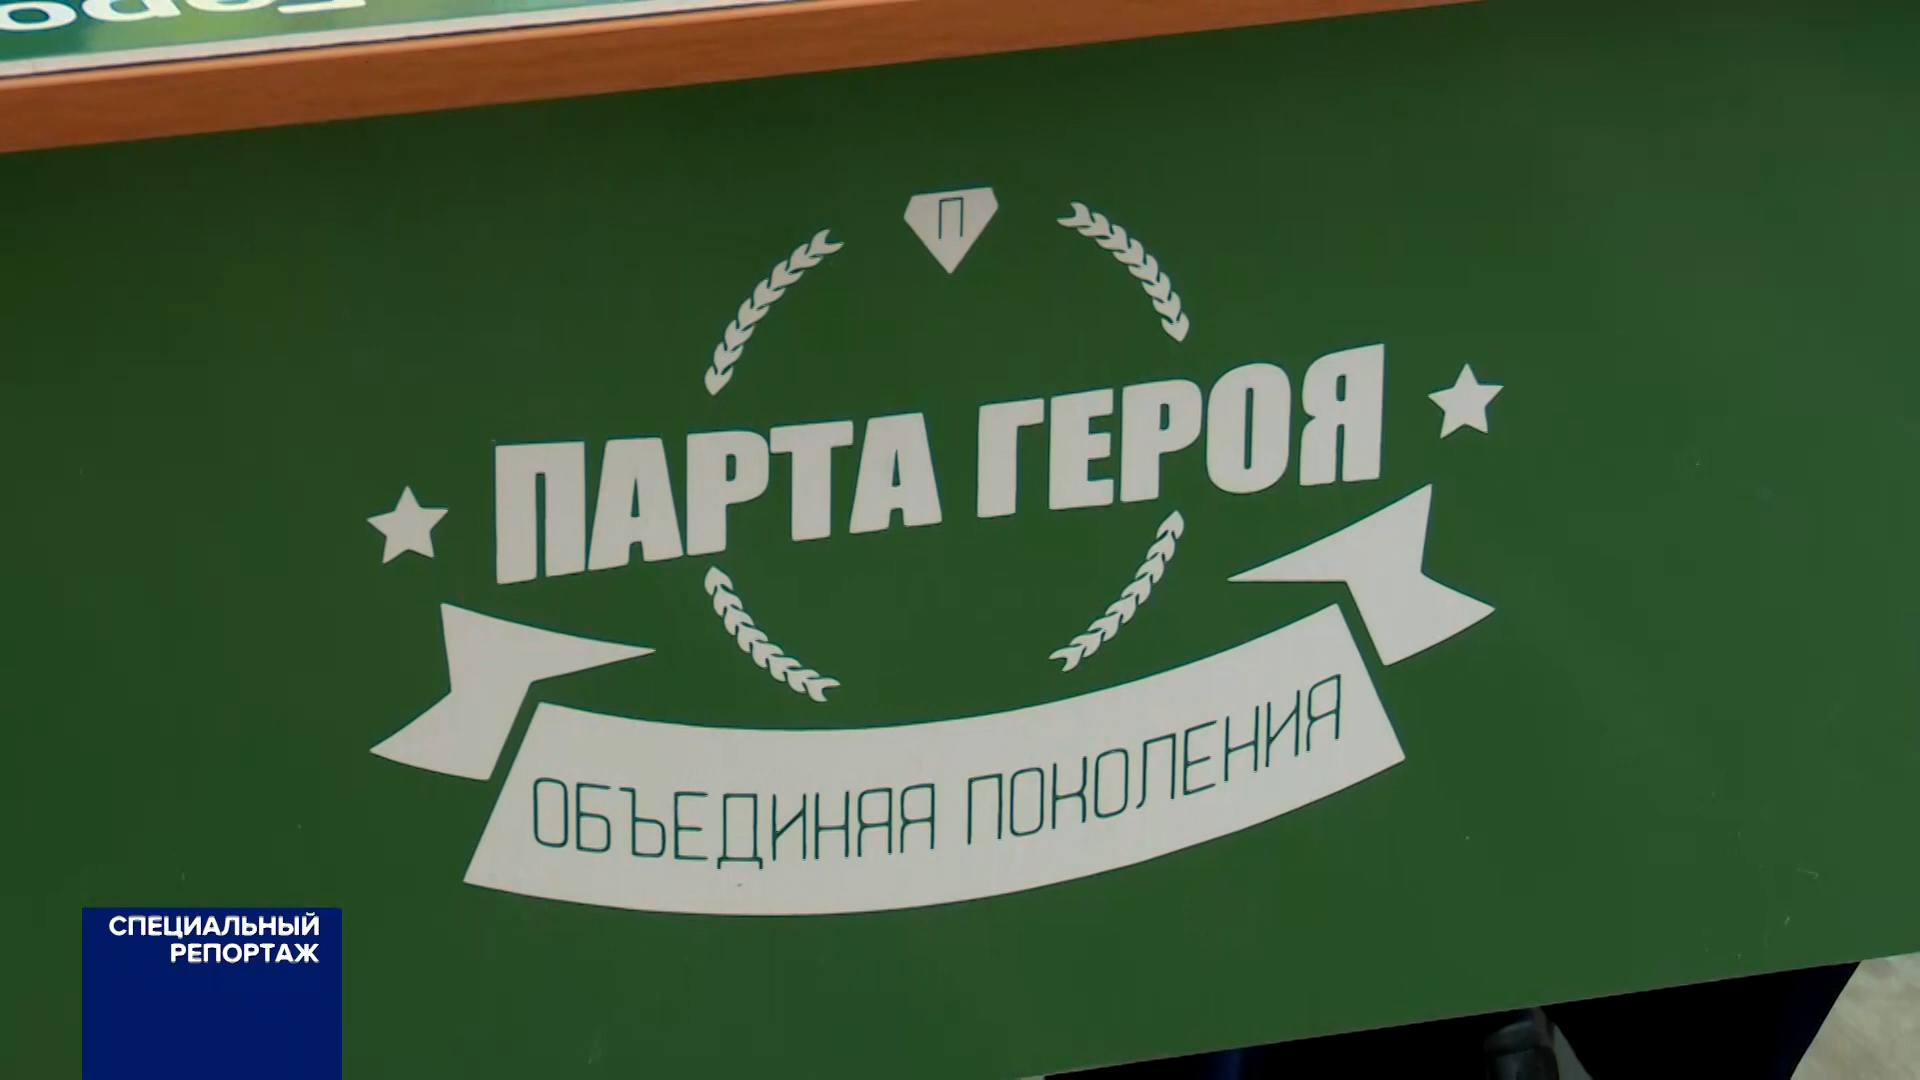 П
ПАРТА ГЕРОЯ
ОБЪЕДИНЯЯ ПОКОЛЕНИЯ
СПЕЦИАЛЬНЫЙ
РЕПОРТАЖ